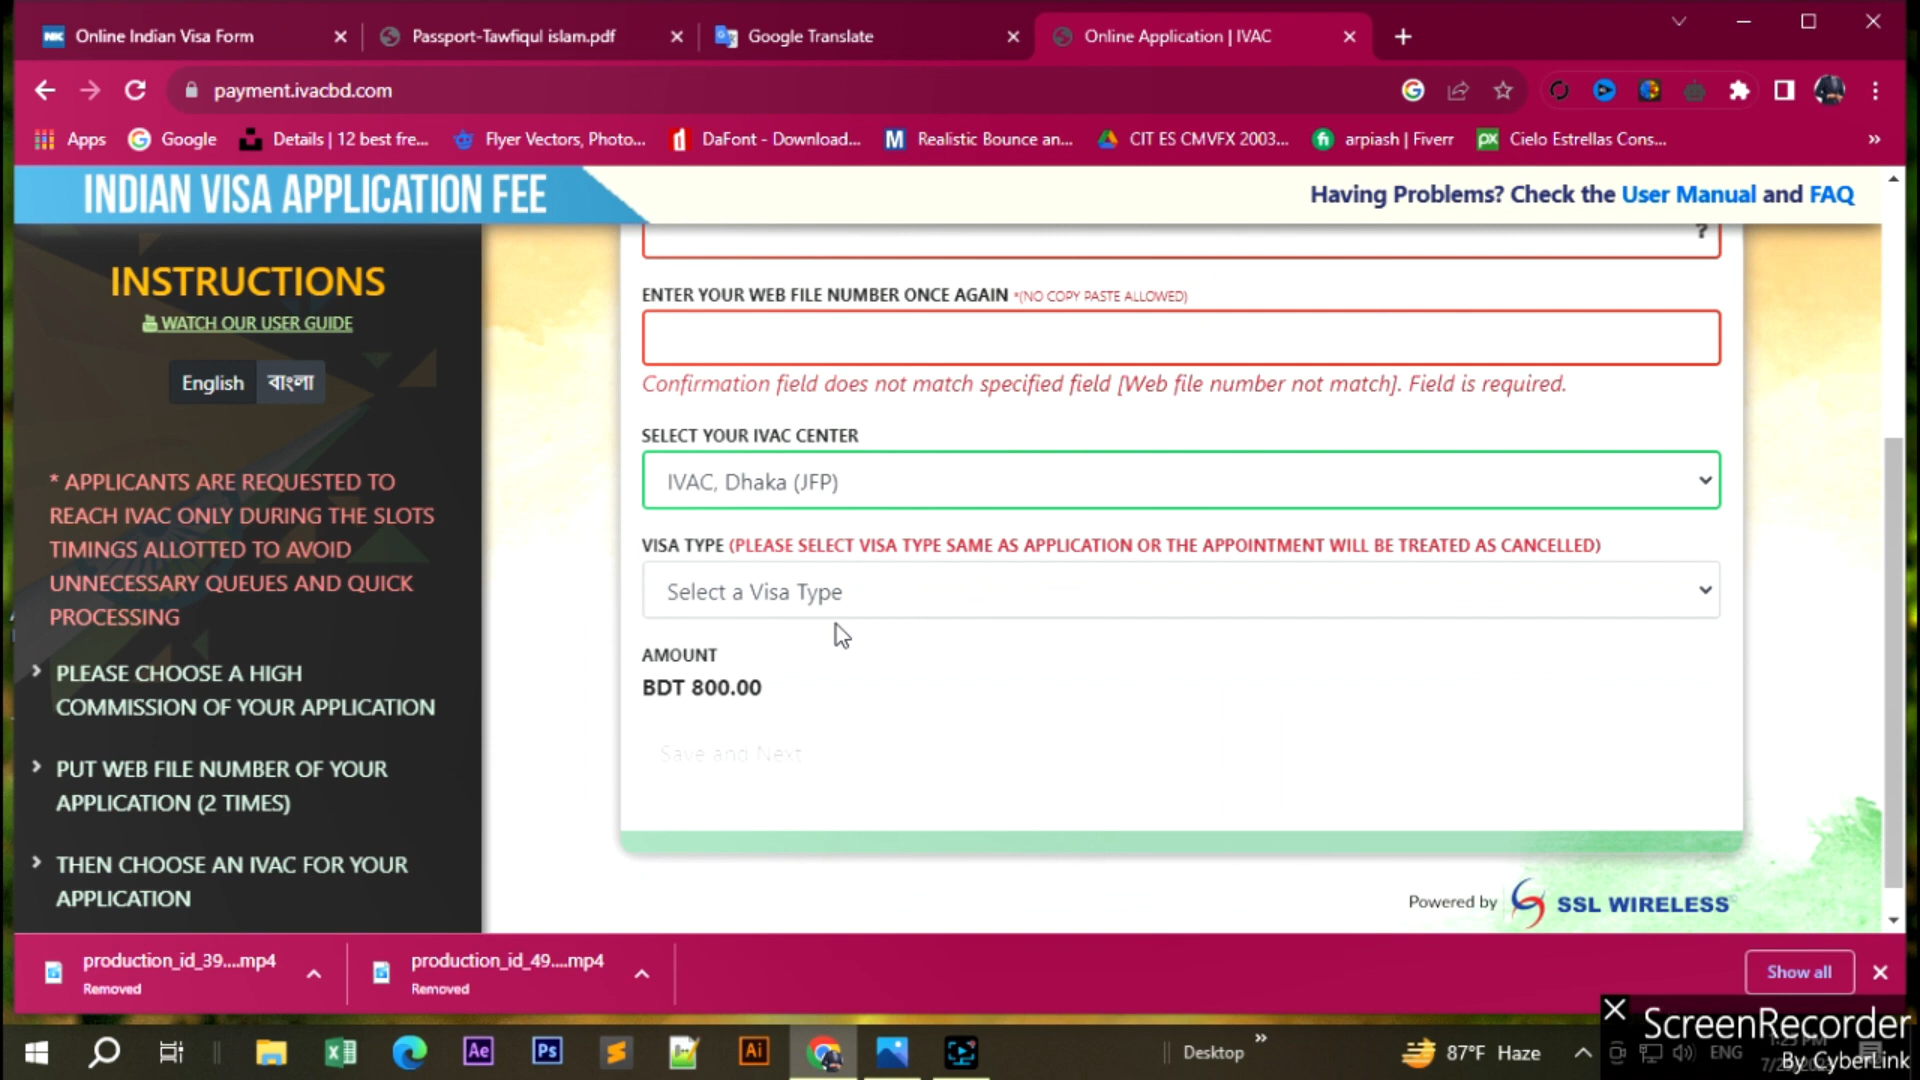 Online Indian Visa Form
Passport-Tawfiqul islam.pdf
Google Translate
Online Application | IVAC
payment.ivacbd.com
Apps
Google
Details | 12 best fre...
Flyer Vectors, Photo...
DaFont - Download...
Realistic Bounce an...
CIT ES CMVFX 2003...
arpiash | Fiverr
Cielo Estrellas Cons...
INDIAN VISA APPLICATION FEE
Having Problems? Check the User Manual and FAQ
INSTRUCTIONS
WATCH OUR USER GUIDE
English
বাংলা
* APPLICANTS ARE REQUESTED TO
REACH IVAC ONLY DURING THE SLOTS
TIMINGS ALLOTTED TO AVOID
UNNECESSARY QUEUES AND QUICK
PROCESSING
PLEASE CHOOSE A HIGH
COMMISSION OF YOUR APPLICATION
PUT WEB FILE NUMBER OF YOUR
APPLICATION (2 TIMES)
THEN CHOOSE AN IVAC FOR YOUR
APPLICATION
?
ENTER YOUR WEB FILE NUMBER ONCE AGAIN *(NO COPY PASTE ALLOWED)
Confirmation field does not match specified field [Web file number not match]. Field is required.
SELECT YOUR IVAC CENTER
IVAC, Dhaka (JFP)
VISA TYPE (PLEASE SELECT VISA TYPE SAME AS APPLICATION OR THE APPOINTMENT WILL BE TREATED AS CANCELLED)
Select a Visa Type
AMOUNT
BDT 800.00
Save and Next
Powered by SSL WIRELESS
production_id_39....mp4
Removed
production_id_49....mp4
Removed
Show all
Ae
Ps
Ai
Desktop
87°F Haze
ENG
ScreenRecorder
By CyberLink